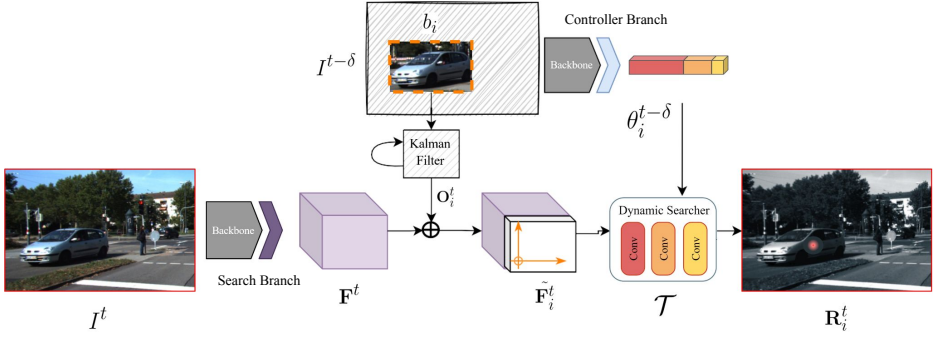 b_i
Controller Branch
I^{t-δ}
Backbone
θ_i^{t-δ}
Kalman
Filter
O_i^t
Backbone
Dynamic Searcher
Conv
Conv
Conv
Search Branch
F^t
F̃_i^t
𝒯
R_i^t
I^t